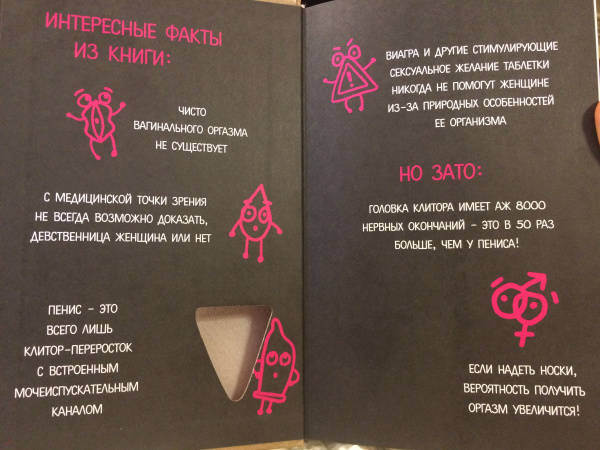 ИНТЕРЕСНЫЕ ФАКТЫ
ИЗ КНИГИ:
ЧИСТО
ВАГИНАЛЬНОГО ОРГАЗМА
НЕ СУЩЕСТВУЕТ
С МЕДИЦИНСКОЙ ТОЧКИ ЗРЕНИЯ
НЕ ВСЕГДА ВОЗМОЖНО ДОКАЗАТЬ,
ДЕВСТВЕННИЦА ЖЕНЩИНА ИЛИ НЕТ
ПЕНИС - ЭТО
ВСЕГО ЛИШЬ
КЛИТОР-ПЕРЕРОСТОК
С ВСТРОЕННЫМ
МОЧЕИСПУСКАТЕЛЬНЫМ
КАНАЛОМ
ВИАГРА И ДРУГИЕ СТИМУЛИРУЮЩИЕ
СЕКСУАЛЬНОЕ ЖЕЛАНИЕ ТАБЛЕТКИ
НИКОГДА НЕ ПОМОГУТ ЖЕНЩИНЕ
ИЗ-ЗА ПРИРОДНЫХ ОСОБЕННОСТЕЙ
ЕЕ ОРГАНИЗМА
НО ЗАТО:
ГОЛОВКА КЛИТОРА ИМЕЕТ АЖ 8000
НЕРВНЫХ ОКОНЧАНИЙ - ЭТО В 50 РАЗ
БОЛЬШЕ, ЧЕМ У ПЕНИСА!
ЕСЛИ НАДЕТЬ НОСКИ,
ВЕРОЯТНОСТЬ ПОЛУЧИТЬ
ОРГАЗМ УВЕЛИЧИТСЯ!